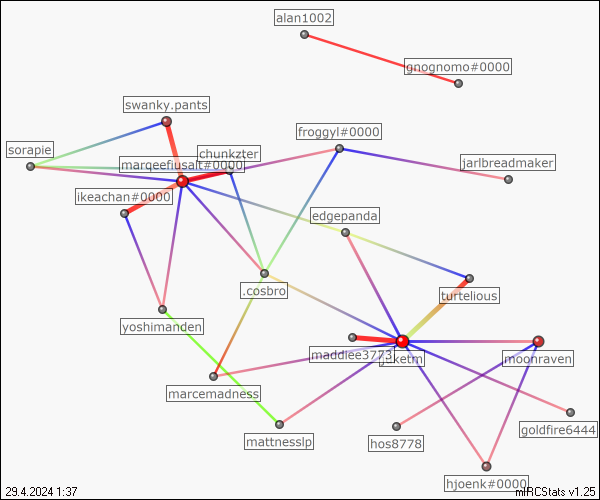 alan1002
gnognomo#0000
swanky.pants
froggyl#0000
sorapie
chunkzter
marqeefiusalt#0000
jarlbreadmaker
ikeachan#0000
edgepanda
.cosbro
turtelious
yoshimanden
maddiee3773
moonraven
marcemadness
goldfire6444
mattnesslp
hos8778
hjoenk#0000
29.4.2024 1:37
mIRCStats v1.25